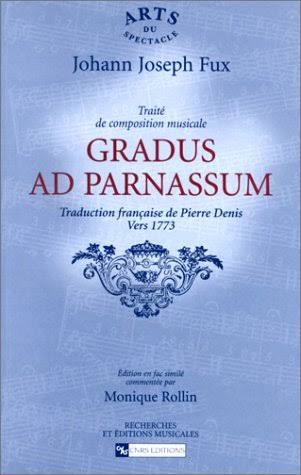 ARTS
DU
SPECTACLE
Johann Joseph Fux
Traité
de composition musicale
GRADUS
AD PARNASSUM
Traduction française de Pierre Denis
Vers 1773
Édition en fac similé
commentée par
Monique Rollin
RECHERCHES
ET ÉDITIONS MUSICALES
CNRS EDITIONS